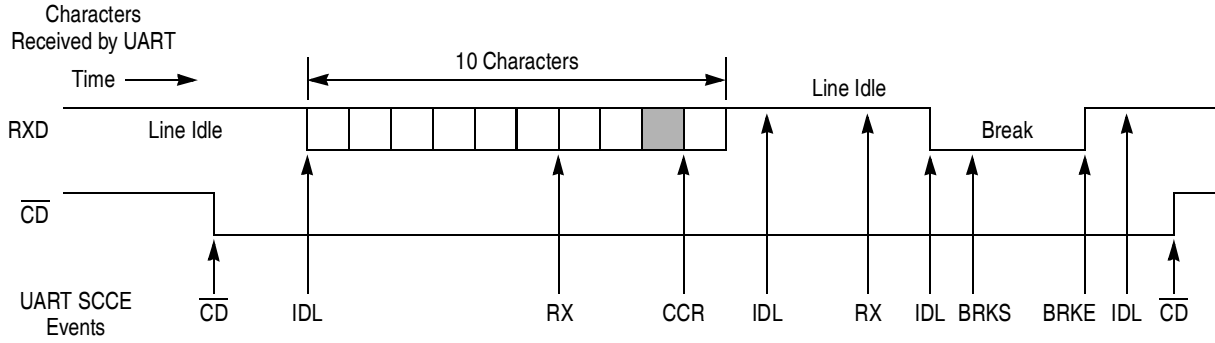 Characters
Received by UART
Time
10 Characters
Line Idle
RXD
Line Idle
Break
CD
UART SCCE
Events
CD
IDL
RX
CCR
IDL
RX
IDL
BRKS
BRKE
IDL
CD